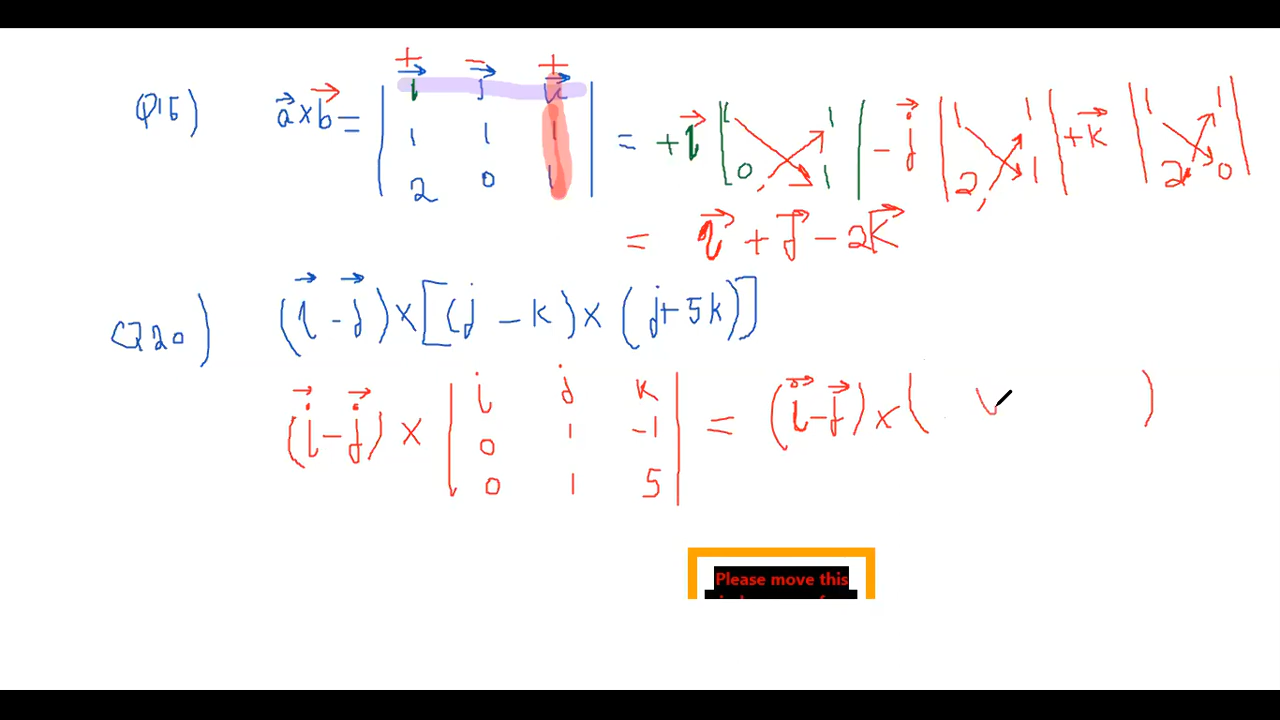 + - +
Q15) a⃗ × b⃗ = | i⃗ j⃗ k⃗ | = + i⃗ | 1 1 | - j⃗ | 1 1 | + k⃗ | 1 1 |
| 1 1 1 | | 0 1 | | 2 1 | | 2 0 |
| 2 0 1 |
= i⃗ + j⃗ - 2k⃗
Q20) (i⃗ - j⃗) × [(j - k) × (j + 5k)]
(i⃗ - j⃗) × | i j k | = (i⃗ - j⃗) × ( )
| 0 1 -1 |
| 0 1 5 |
Please move this